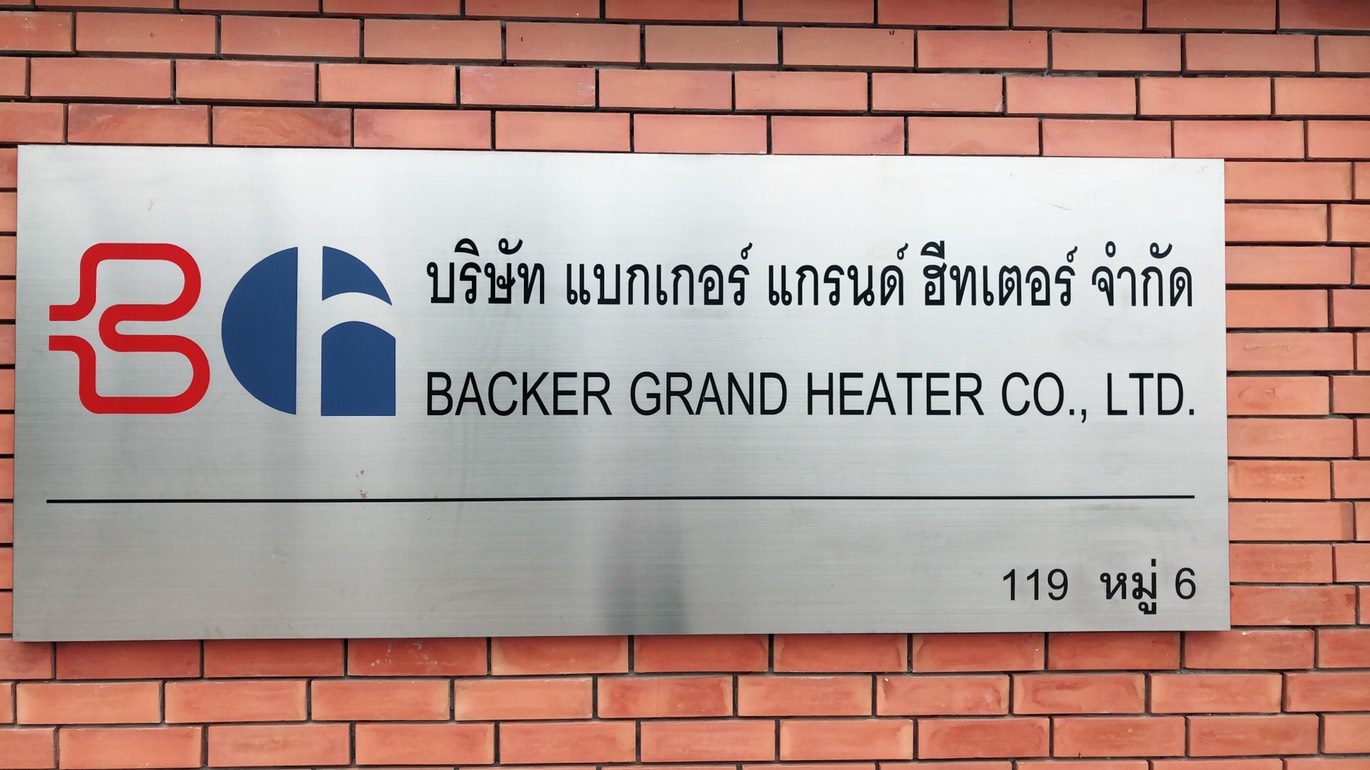 บริษัท แบกเกอร์ แกรนด์ ฮีทเตอร์ จำกัด
BACKER GRAND HEATER CO., LTD.
119 หมู่ 6